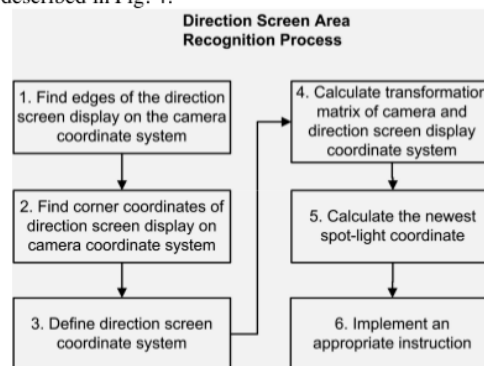 described in Fig. 4.
Direction Screen Area
Recognition Process
1. Find edges of the direction
screen display on the camera
coordinate system
2. Find corner coordinates of
direction screen display on
camera coordinate system
3. Define direction screen
coordinate system
4. Calculate transformation
matrix of camera and
direction screen display
coordinate system
5. Calculate the newest
spot-light coordinate
6. Implement an
appropriate instruction